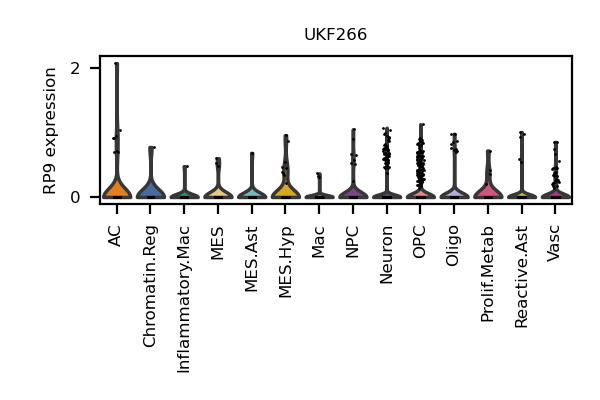 UKF266
RP9 expression
2
0
AC
Chromatin.Reg
Inflammatory.Mac
MES
MES.Ast
MES.Hyp
Mac
NPC
Neuron
OPC
Oligo
Prolif.Metab
Reactive.Ast
Vasc